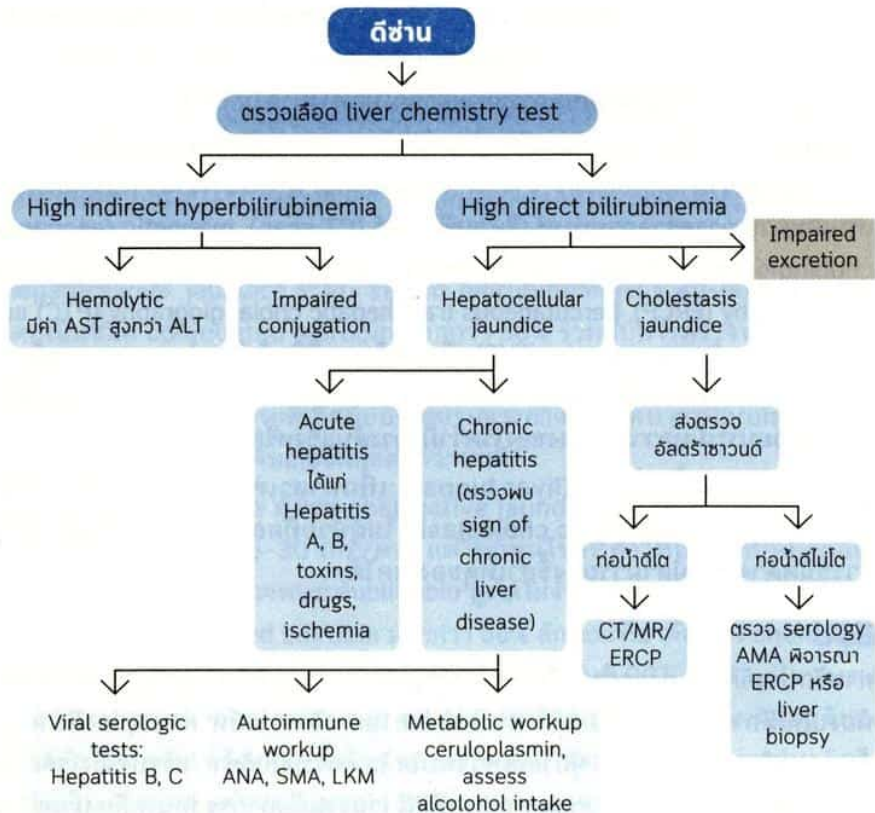 ดีซ่าน
ตรวจเลือด liver chemistry test
High indirect hyperbilirubinemia
High direct bilirubinemia
Impaired
excretion
Hemolytic
มีค่า AST สูงกว่า ALT
Impaired
conjugation
Hepatocellular
jaundice
Cholestasis
jaundice
Acute
hepatitis
ได้แก่
Hepatitis
A, B,
toxins,
drugs,
ischemia
Chronic
hepatitis
(ตรวจพบ
sign of
chronic
liver
disease)
ส่งตรวจ
อัลตร้าซาวนด์
ท่อน้ำดีโต
ท่อน้ำดีไม่โต
CT/MR/
ERCP
ตรวจ serology
AMA พิจารณา
ERCP หรือ
liver
biopsy
Viral serologic
tests:
Hepatitis B, C
Autoimmune
workup
ANA, SMA, LKM
Metabolic workup
ceruloplasmin,
assess
alcolohol intake